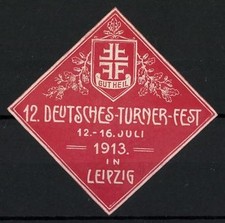 GUT HEIL
12. DEUTSCHES-TURNER-FEST
12.-16. JULI
1913.
IN
LEIPZIG